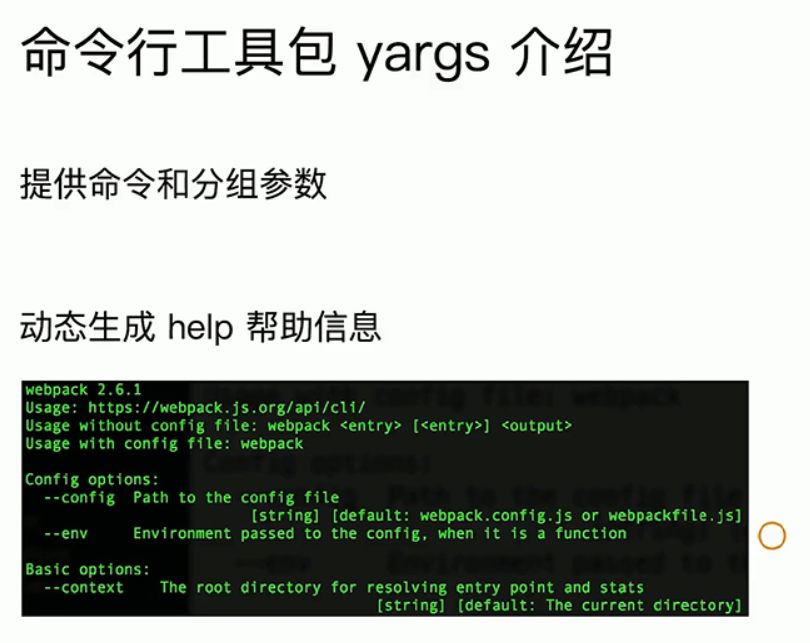 命令行工具包 yargs 介绍
提供命令和分组参数
动态生成 help 帮助信息
webpack 2.6.1
Usage: https://webpack.js.org/api/cli/
Usage without config file: webpack <entry> [<entry>] <output>
Usage with config file: webpack
Config options:
--config Path to the config file
[string] [default: webpack.config.js or webpackfile.js]
--env Environment passed to the config, when it is a function
Basic options:
--context The root directory for resolving entry point and stats
[string] [default: The current directory]